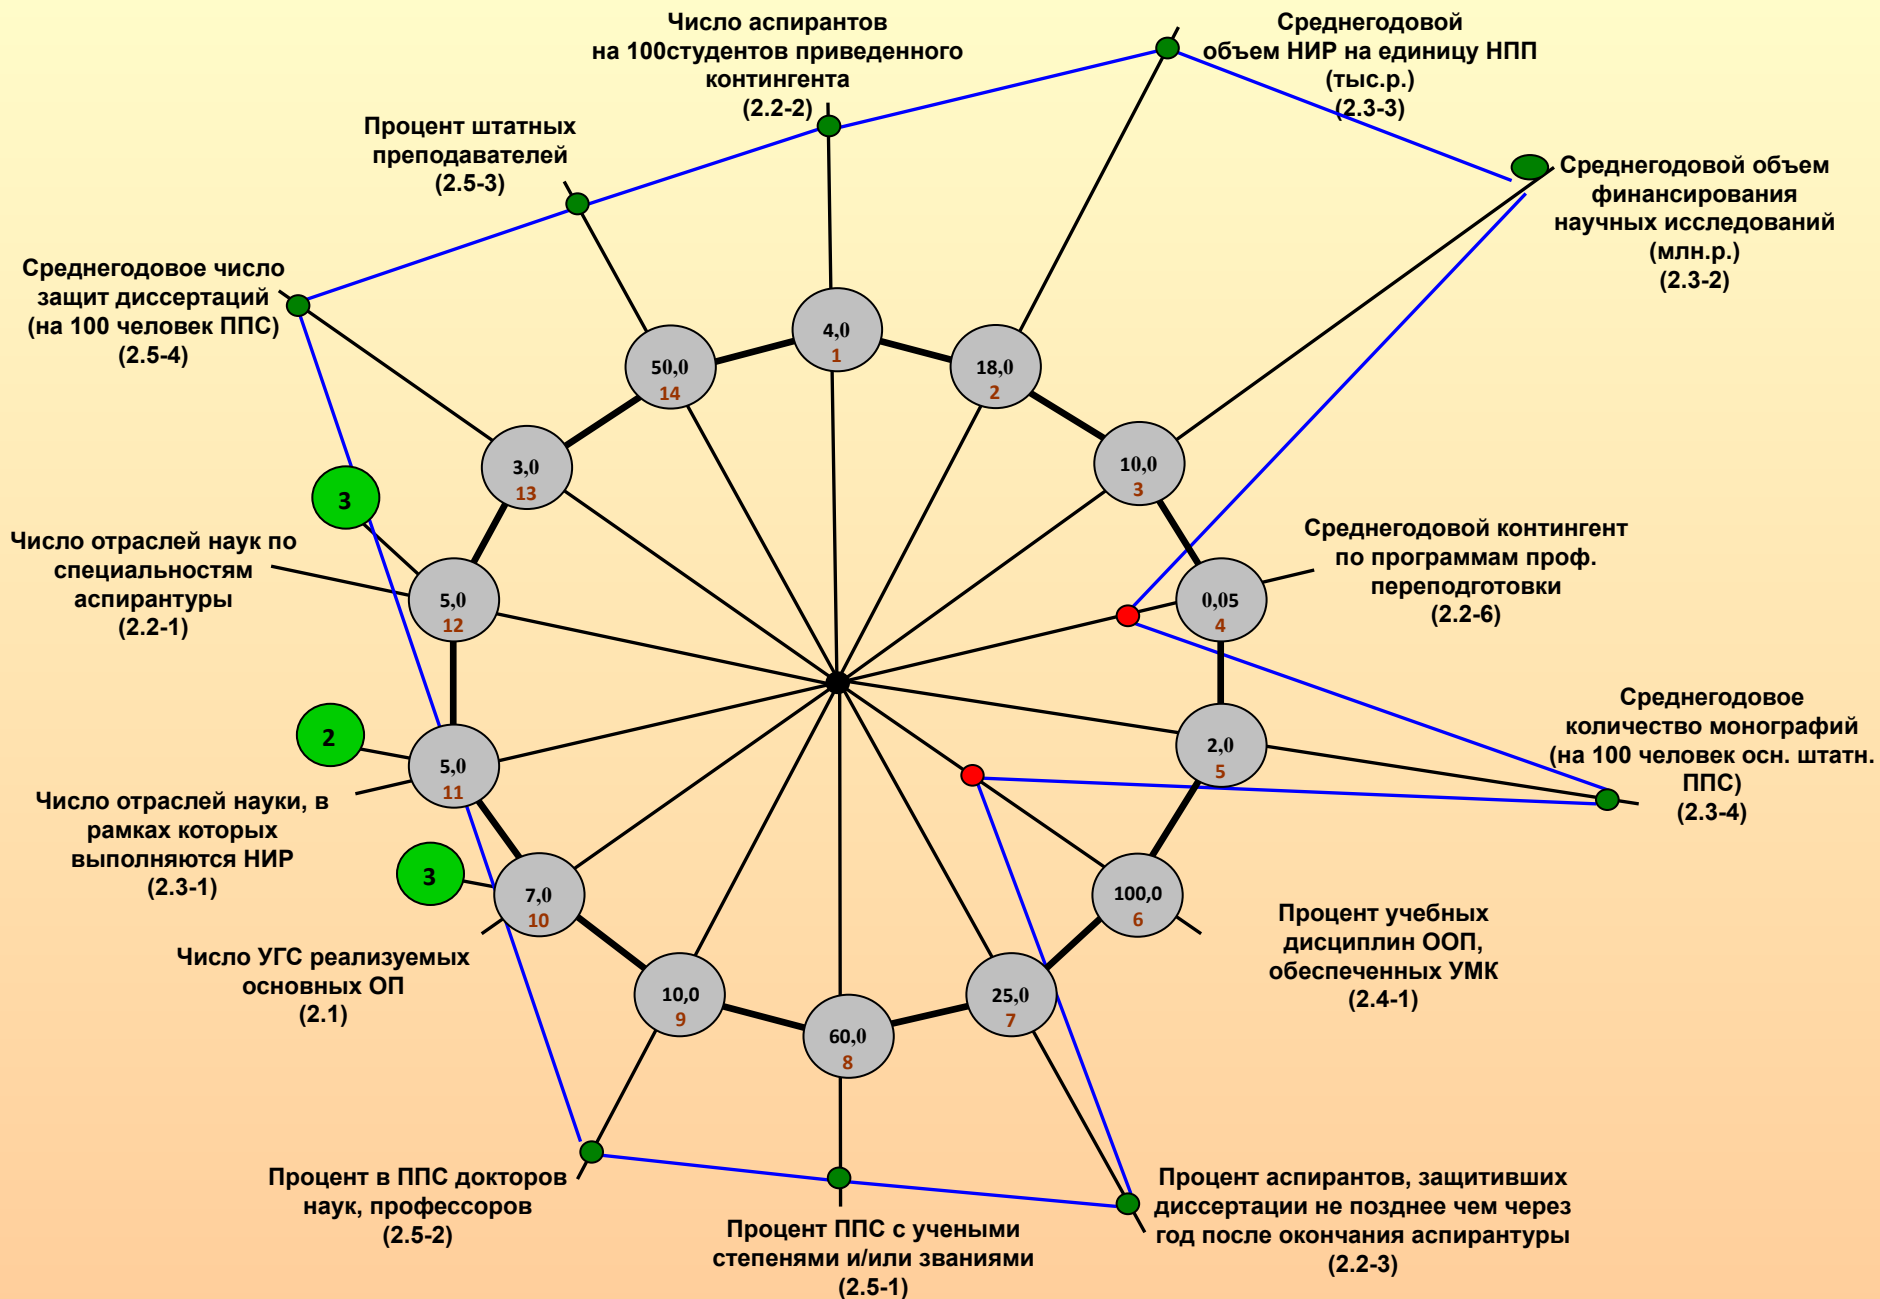 Число аспирантов
на 100студентов приведенного
контингента
(2.2-2)
Среднегодовой
объем НИР на единицу НПП
(тыс.р.)
(2.3-3)
Процент штатных
преподавателей
(2.5-3)
Среднегодовой объем
финансирования
научных исследований
(млн.р.)
(2.3-2)
Среднегодовое число
защит диссертаций
(на 100 человек ППС)
(2.5-4)
4,0
1
50,0
14
18,0
2
3,0
13
10,0
3
3
Число отраслей наук по
специальностям
аспирантуры
(2.2-1)
5,0
12
0,05
4
Среднегодовой контингент
по программам проф.
переподготовки
(2.2-6)
2
5,0
11
2,0
5
Среднегодовое
количество монографий
(на 100 человек осн. штатн.
ППС)
(2.3-4)
Число отраслей науки, в
рамках которых
выполняются НИР
(2.3-1)
3
7,0
10
100,0
6
Процент учебных
дисциплин ООП,
обеспеченных УМК
(2.4-1)
Число УГС реализуемых
основных ОП
(2.1)
10,0
9
60,0
8
25,0
7
Процент в ППС докторов
наук, профессоров
(2.5-2)
Процент ППС с учеными
степенями и/или званиями
(2.5-1)
Процент аспирантов, защитивших
диссертации не позднее чем через
год после окончания аспирантуры
(2.2-3)